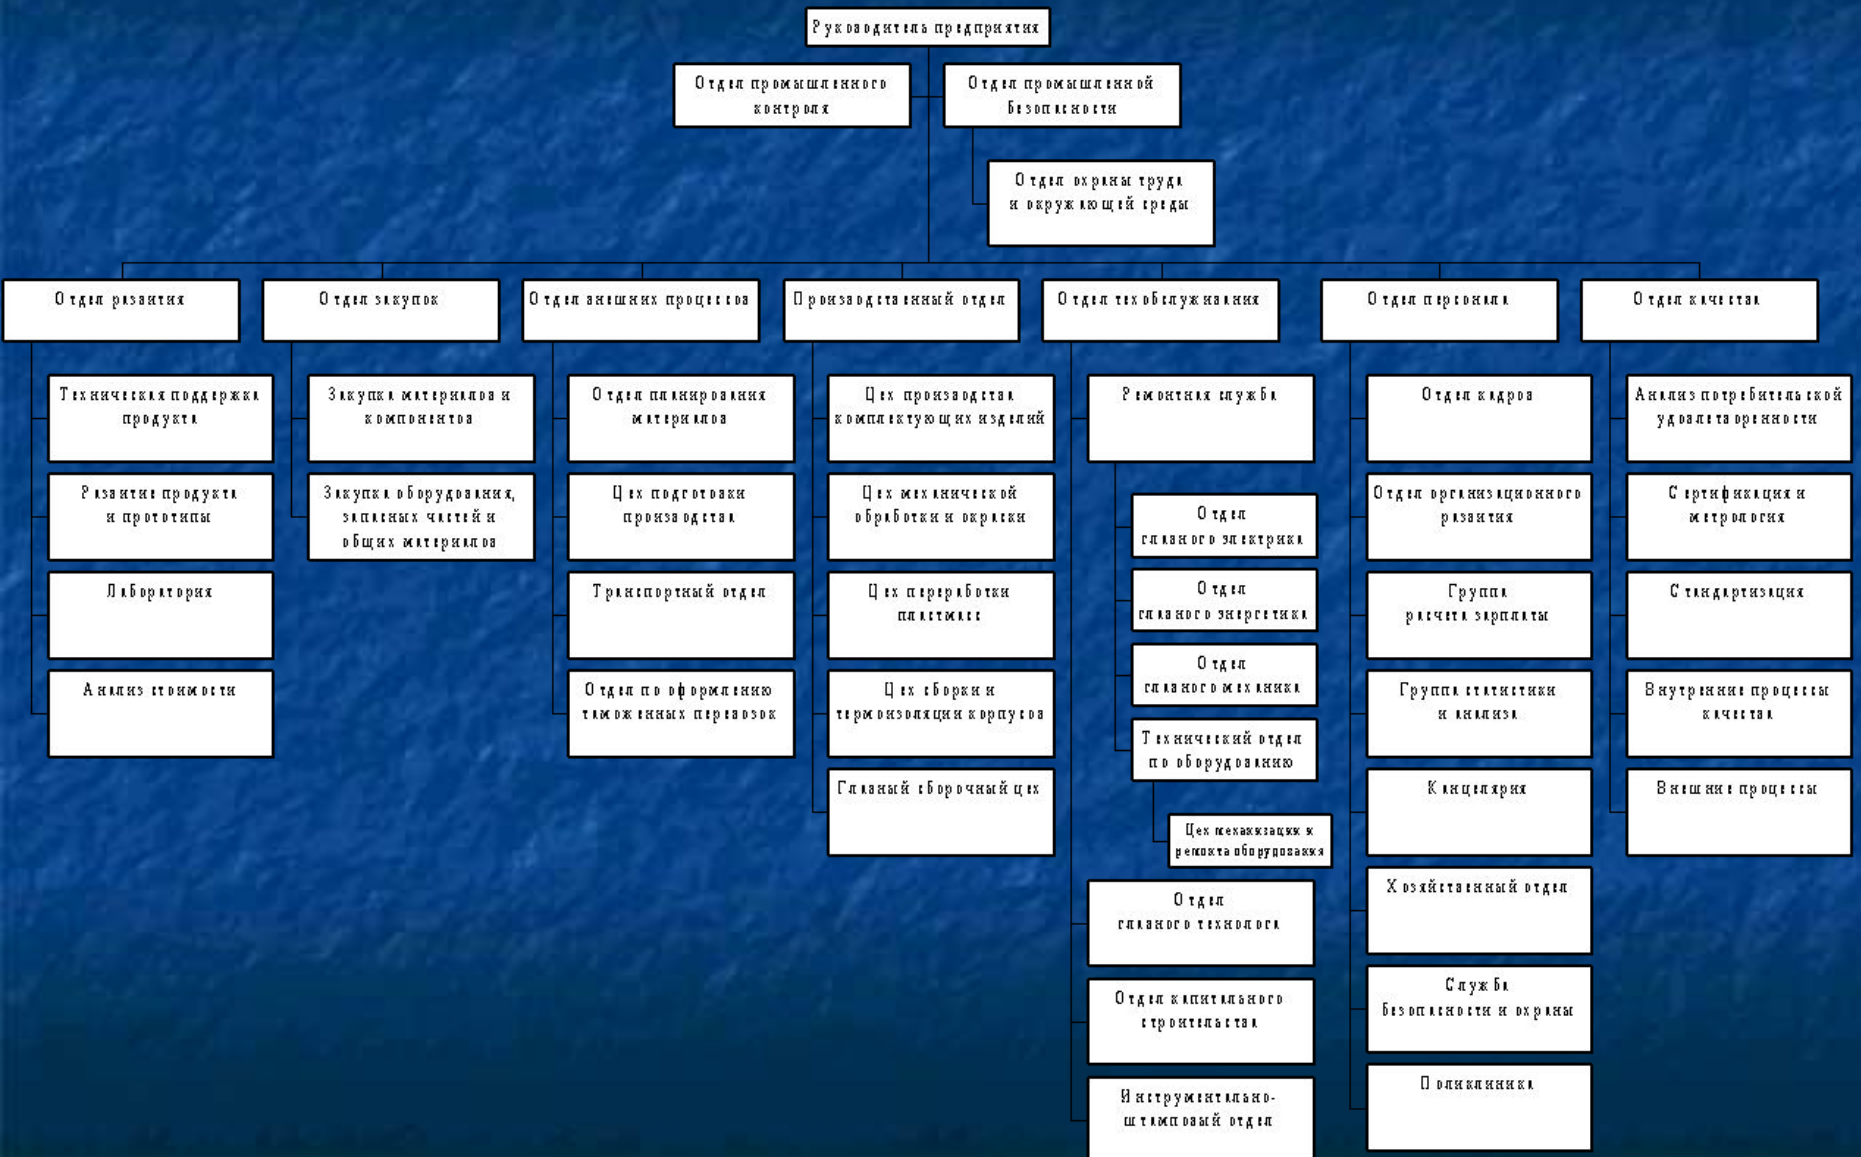 Руководитель предприятия
Отдел промышленного
контроля
Отдел промышленной
безопасности
Отдел охраны труда
и окружающей среды
Отдел развития
Отдел закупок
Отдел внешних процессов
Производственный отдел
Отдел техобслуживания
Отдел персонала
Отдел качества
Техническая поддержка
продукта
Развитие продукта
и прототипы
Лаборатория
Анализ стоимости
Закупка материалов и
компонентов
Закупка оборудования,
запасных частей и
общих материалов
Отдел планирования
материалов
Цех подготовки
производства
Транспортный отдел
Отдел по оформлению
таможенных перевозок
Цех производства
комплектующих изделий
Цех механической
обработки и окраски
Цех переработки
пластмасс
Цех сборки и
термоизоляции корпусов
Главный сборочный цех
Ремонтная служба
Отдел
главного электрика
Отдел
главного энергетика
Отдел
главного механика
Технический отдел
по оборудованию
Цех механизации и
ремонта оборудования
Отдел
главного технолога
Отдел капитального
строительства
Инструментально-
штамповый отдел
Отдел кадров
Отдел организационного
развития
Группа
расчета зарплаты
Группа статистики
и анализа
Канцелярия
Хозяйственный отдел
Служба
безопасности и охраны
Поликлиника
Анализ потребительской
удовлетворенности
Сертификация и
метрология
Стандартизация
Внутренние процессы
качества
Внешние процессы